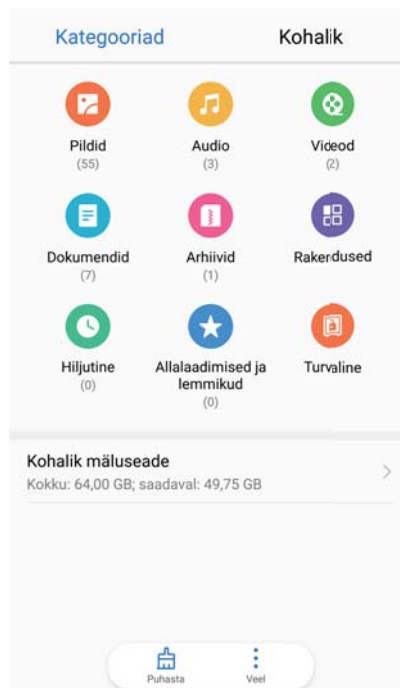 Kategooriad Kohalik
Pildid Audio Videod
(55) (3) (2)
Dokumendid Arhiivid Rakendused
(7) (1)
Hiljutine Allalaadimised ja Turvaline
(0) lemmikud
(0)
Kohalik mäluseade
Kokku: 64,00 GB; saadaval: 49,75 GB
Puhasta Veel